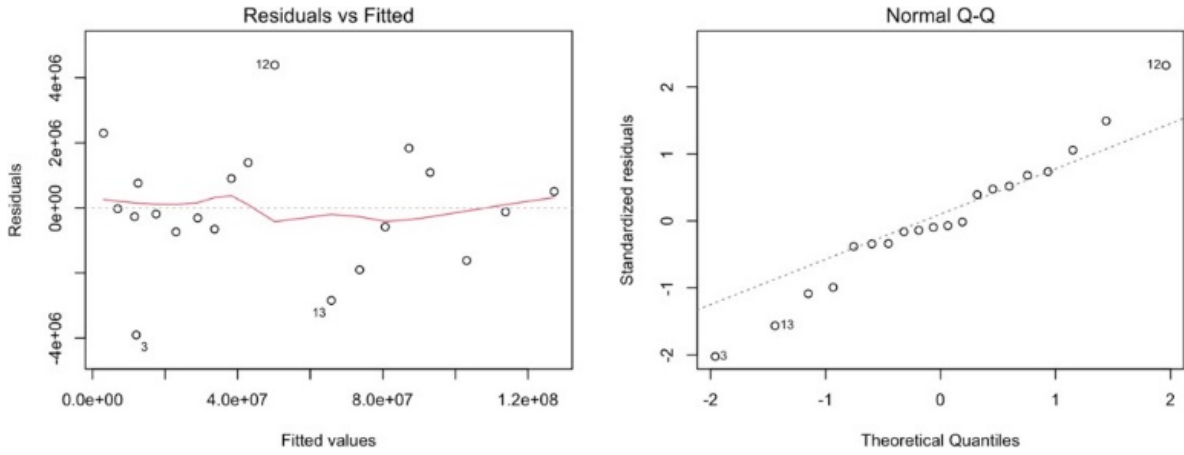 Residuals vs Fitted
Residuals
4e+06
2e+06
0e+00
-4e+06
12
13
3
0.0e+00 4.0e+07 8.0e+07 1.2e+08
Fitted values
Normal Q-Q
Standardized residuals
2
1
0
-1
-2
12
13
3
-2 -1 0 1 2
Theoretical Quantiles